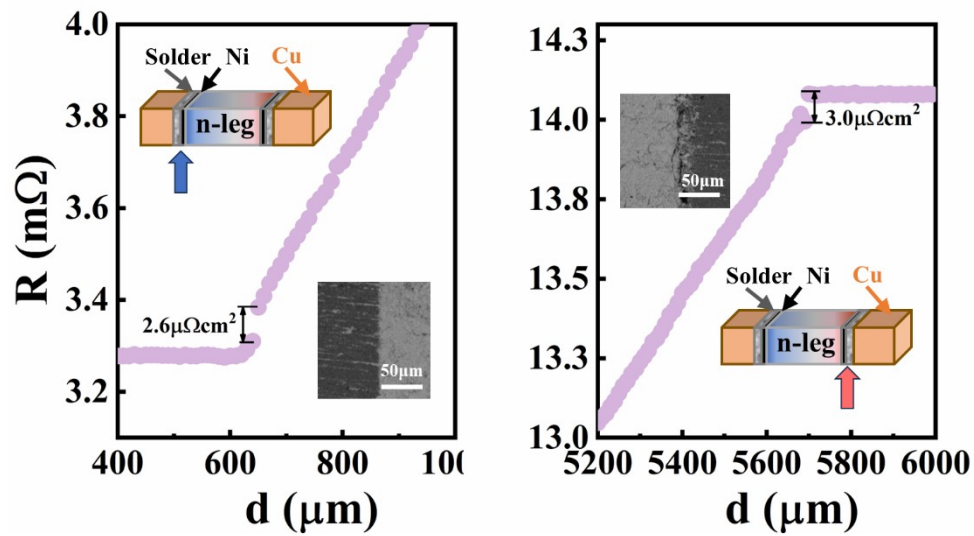 R (mΩ)
4.0
3.8
3.6
3.4
3.2
400
600
800
100
d (μm)
Solder Ni Cu
n-leg
2.6μΩcm²
50μm
14.3
14.0
13.8
13.5
13.3
13.0
5200
5400
5600
5800
6000
d (μm)
50μm
3.0μΩcm²
Solder Ni Cu
n-leg